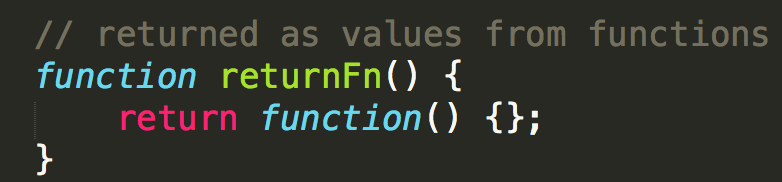 // returned as values from functions
function returnFn() {
    return function() {};
}